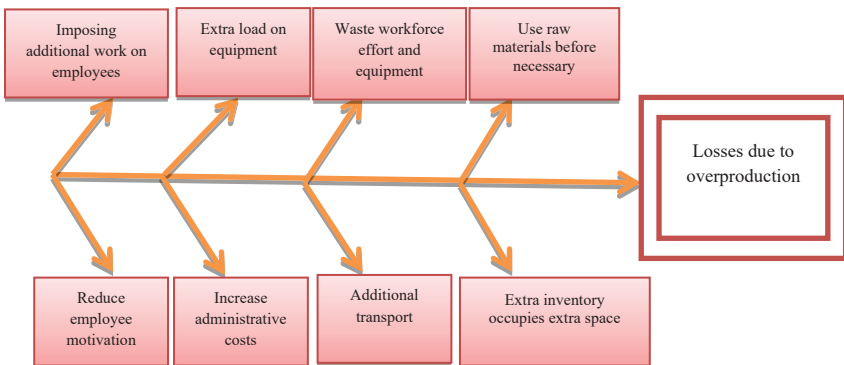 Imposing
additional work on
employees
Extra load on
equipment
Waste workforce
effort and
equipment
Use raw
materials before
necessary
Losses due to
overproduction
Reduce
employee
motivation
Increase
administrative
costs
Additional
transport
Extra inventory
occupies extra space